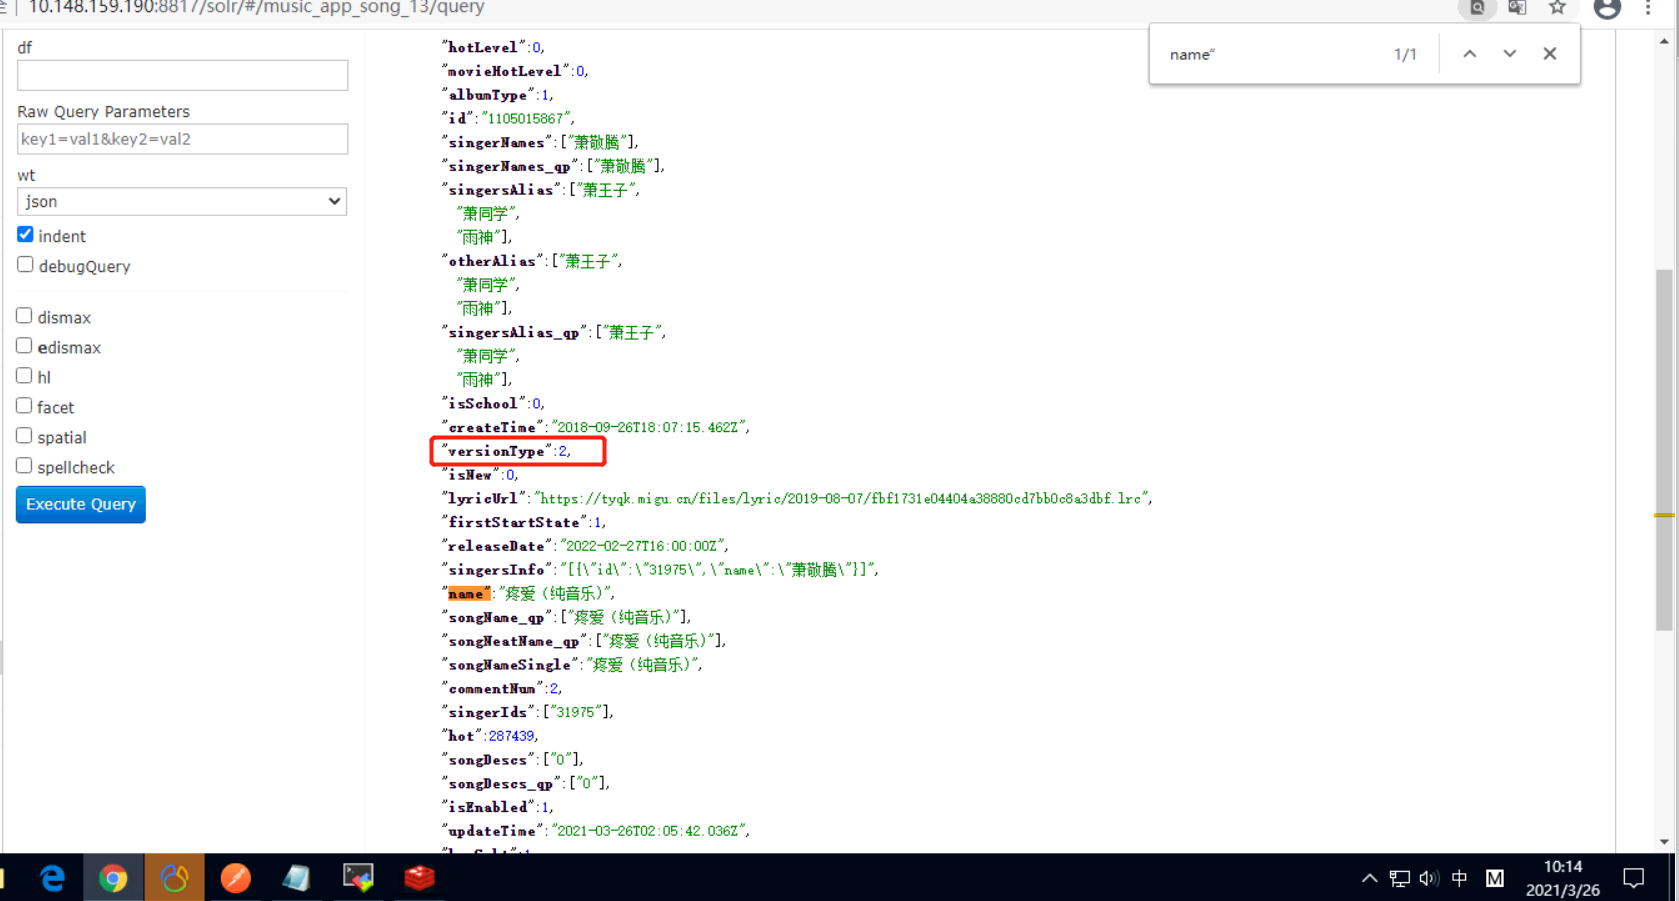 10.148.159.190:8817/solr/#/music_app_song_13/query
name“
1/1
df
Raw Query Parameters
key1=val1&key2=val2
wt
json
indent
debugQuery
dismax
edismax
hl
facet
spatial
spellcheck
Execute Query
"hotLevel":0,
"movieHotLevel":0,
"albumType":1,
"id":"1105015867",
"singerNames":["萧敬腾"],
"singerNames_qp":["萧敬腾"],
"singersAlias":["萧王子",
"萧同学",
"雨神"],
"otherAlias":["萧王子",
"萧同学",
"雨神"],
"singersAlias_qp":["萧王子",
"萧同学",
"雨神"],
"isSchool":0,
"createTime":"2018-09-26T18:07:15.462Z",
"versionType":2,
"isNew":0,
"lyricUrl":"https://tyqk.migu.cn/files/lyric/2019-08-07/fbf1731e04404a38880cd7bb0c8a3dbf.lrc",
"firstStartState":1,
"releaseDate":"2022-02-27T16:00:00Z",
"singersInfo":"[{\"id\":\"31975\",\"name\":\"萧敬腾\"}]",
"name":"疼爱（纯音乐）",
"songName_qp":["疼爱（纯音乐）"],
"songNeatName_qp":["疼爱（纯音乐）"],
"songNameSingle":"疼爱（纯音乐）",
"commentNum":2,
"singerIds":["31975"],
"hot":287439,
"songDescs":["0"],
"songDescs_qp":["0"],
"isEnabled":1,
"updateTime":"2021-03-26T02:05:42.036Z",
中
M
10:14
2021/3/26